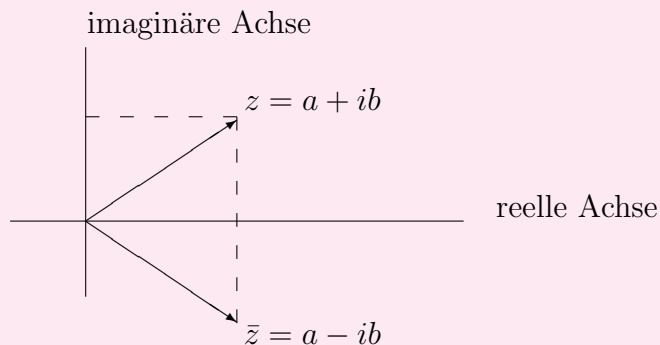 imaginäre Achse
z = a + ib
reelle Achse
z̄ = a − ib